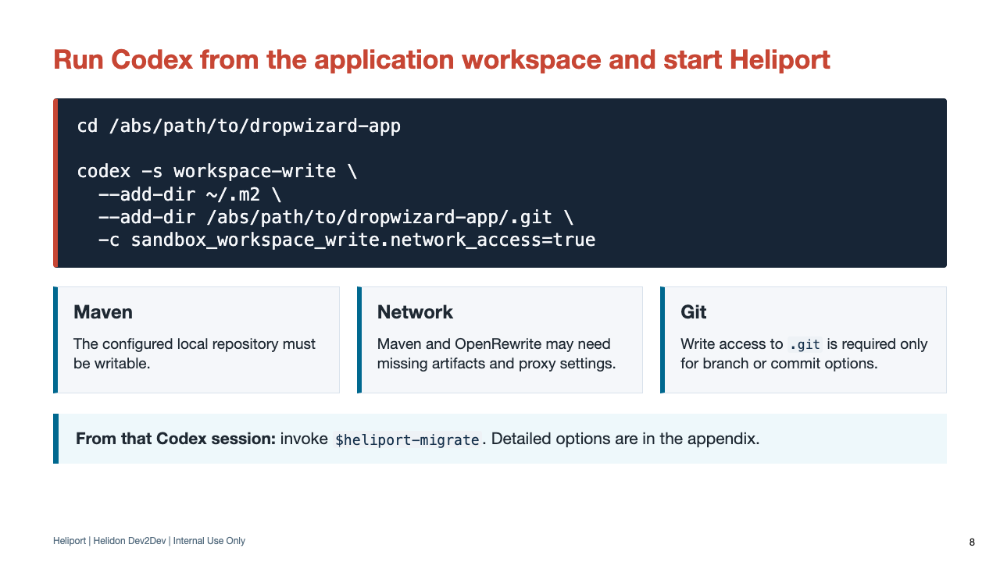 Run Codex from the application workspace and start Heliport
cd /abs/path/to/dropwizard-app
codex -s workspace-write \
--add-dir ~/.m2 \
--add-dir /abs/path/to/dropwizard-app/.git \
-c sandbox_workspace_write.network_access=true
Maven
The configured local repository must
be writable.
Network
Maven and OpenRewrite may need
missing artifacts and proxy settings.
Git
Write access to .git is required only
for branch or commit options.
From that Codex session: invoke $heliport-migrate. Detailed options are in the appendix.
Heliport | Helidon Dev2Dev | Internal Use Only
8